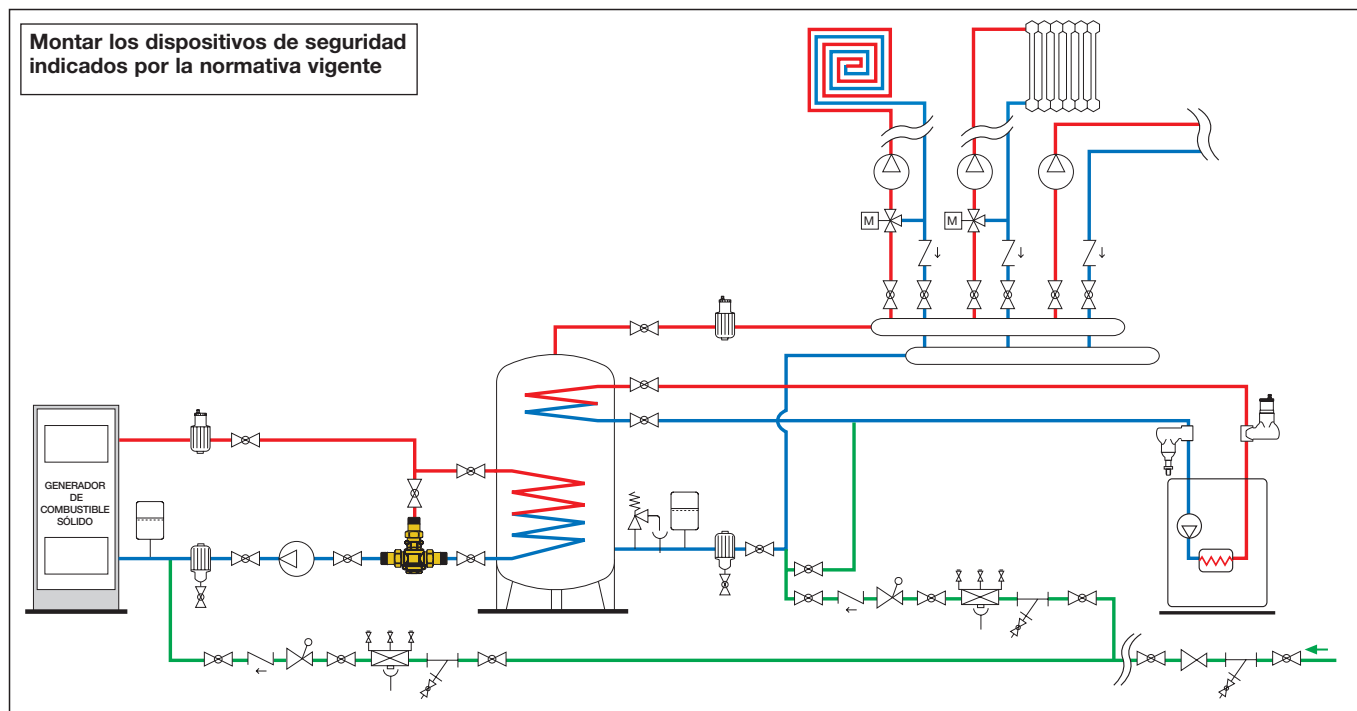 Montar los dispositivos de seguridad
indicados por la normativa vigente
M
M
GENERADOR
DE
COMBUSTIBLE
SÓLIDO